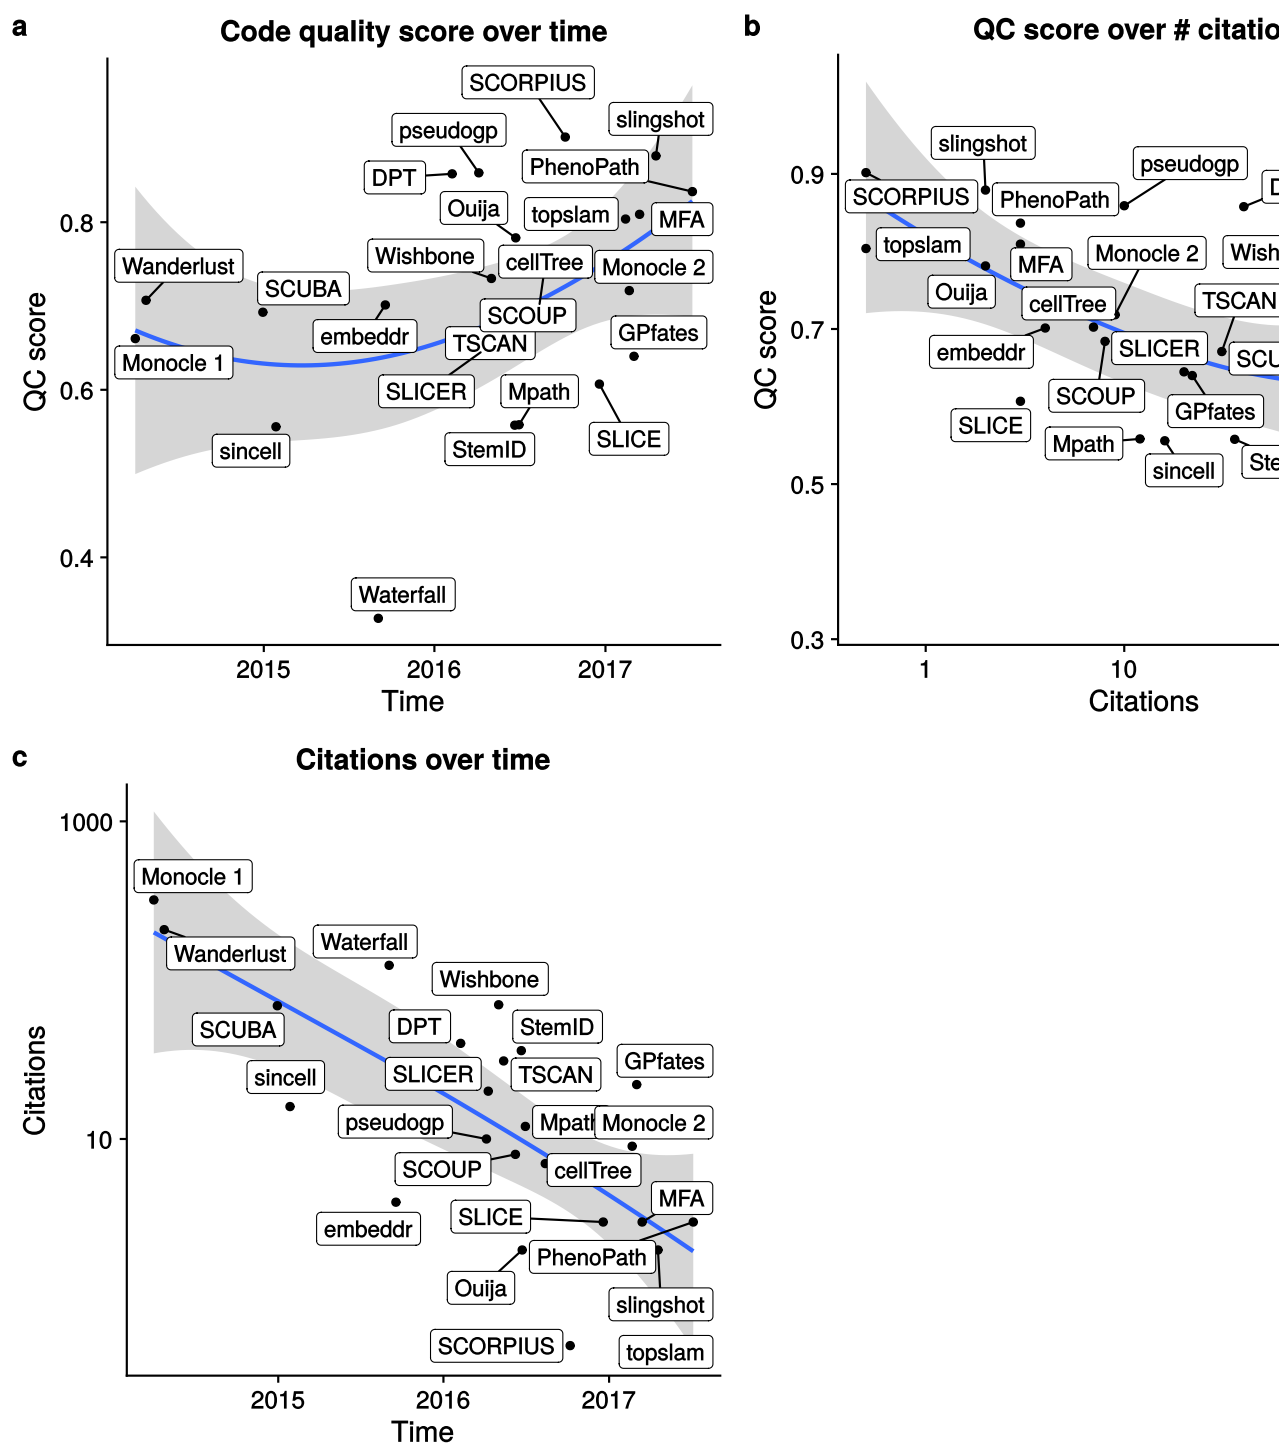 a
Code quality score over time
SCORPIUS
slingshot
pseudogp
DPT
PhenoPath
Ouija
topslam
MFA
0.8
Wanderlust
Wishbone
cellTree
Monocle 2
SCUBA
SCOUP
embeddr
TSCAN
GPfates
Monocle 1
0.6
SLICER
Mpath
sincell
StemID
SLICE
0.4
Waterfall
QC score
2015
2016
2017
Time
b
QC score over # citatio
slingshot
pseudogp
0.9
D
SCORPIUS
PhenoPath
topslam
Monocle 2
Wish
MFA
Ouija
cellTree
TSCAN
0.7
embeddr
SLICER
SCU
SCOUP
GPfates
SLICE
Mpath
sincell
Ste
0.5
0.3
QC score
1
10
Citations
c
Citations over time
1000
Monocle 1
Waterfall
Wanderlust
Wishbone
SCUBA
DPT
StemID
GPfates
sincell
SLICER
TSCAN
10
pseudogp
Mpath
Monocle 2
SCOUP
cellTree
MFA
embeddr
SLICE
PhenoPath
Ouija
slingshot
SCORPIUS
topslam
Citations
2015
2016
2017
Time